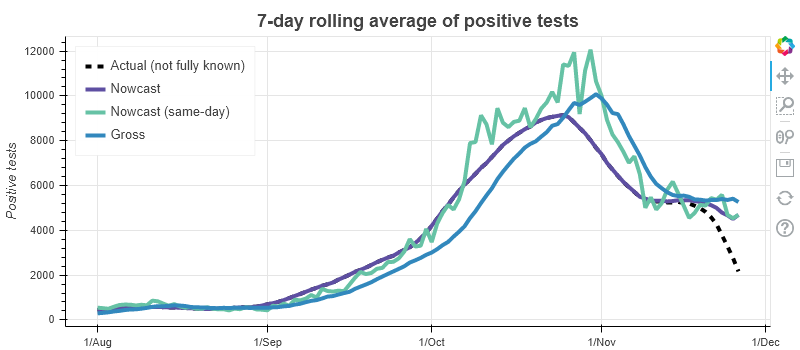 7-day rolling average of positive tests
Actual (not fully known)
Nowcast
Nowcast (same-day)
Gross
Positive tests
12000
10000
8000
6000
4000
2000
0
1/Aug
1/Sep
1/Oct
1/Nov
1/Dec